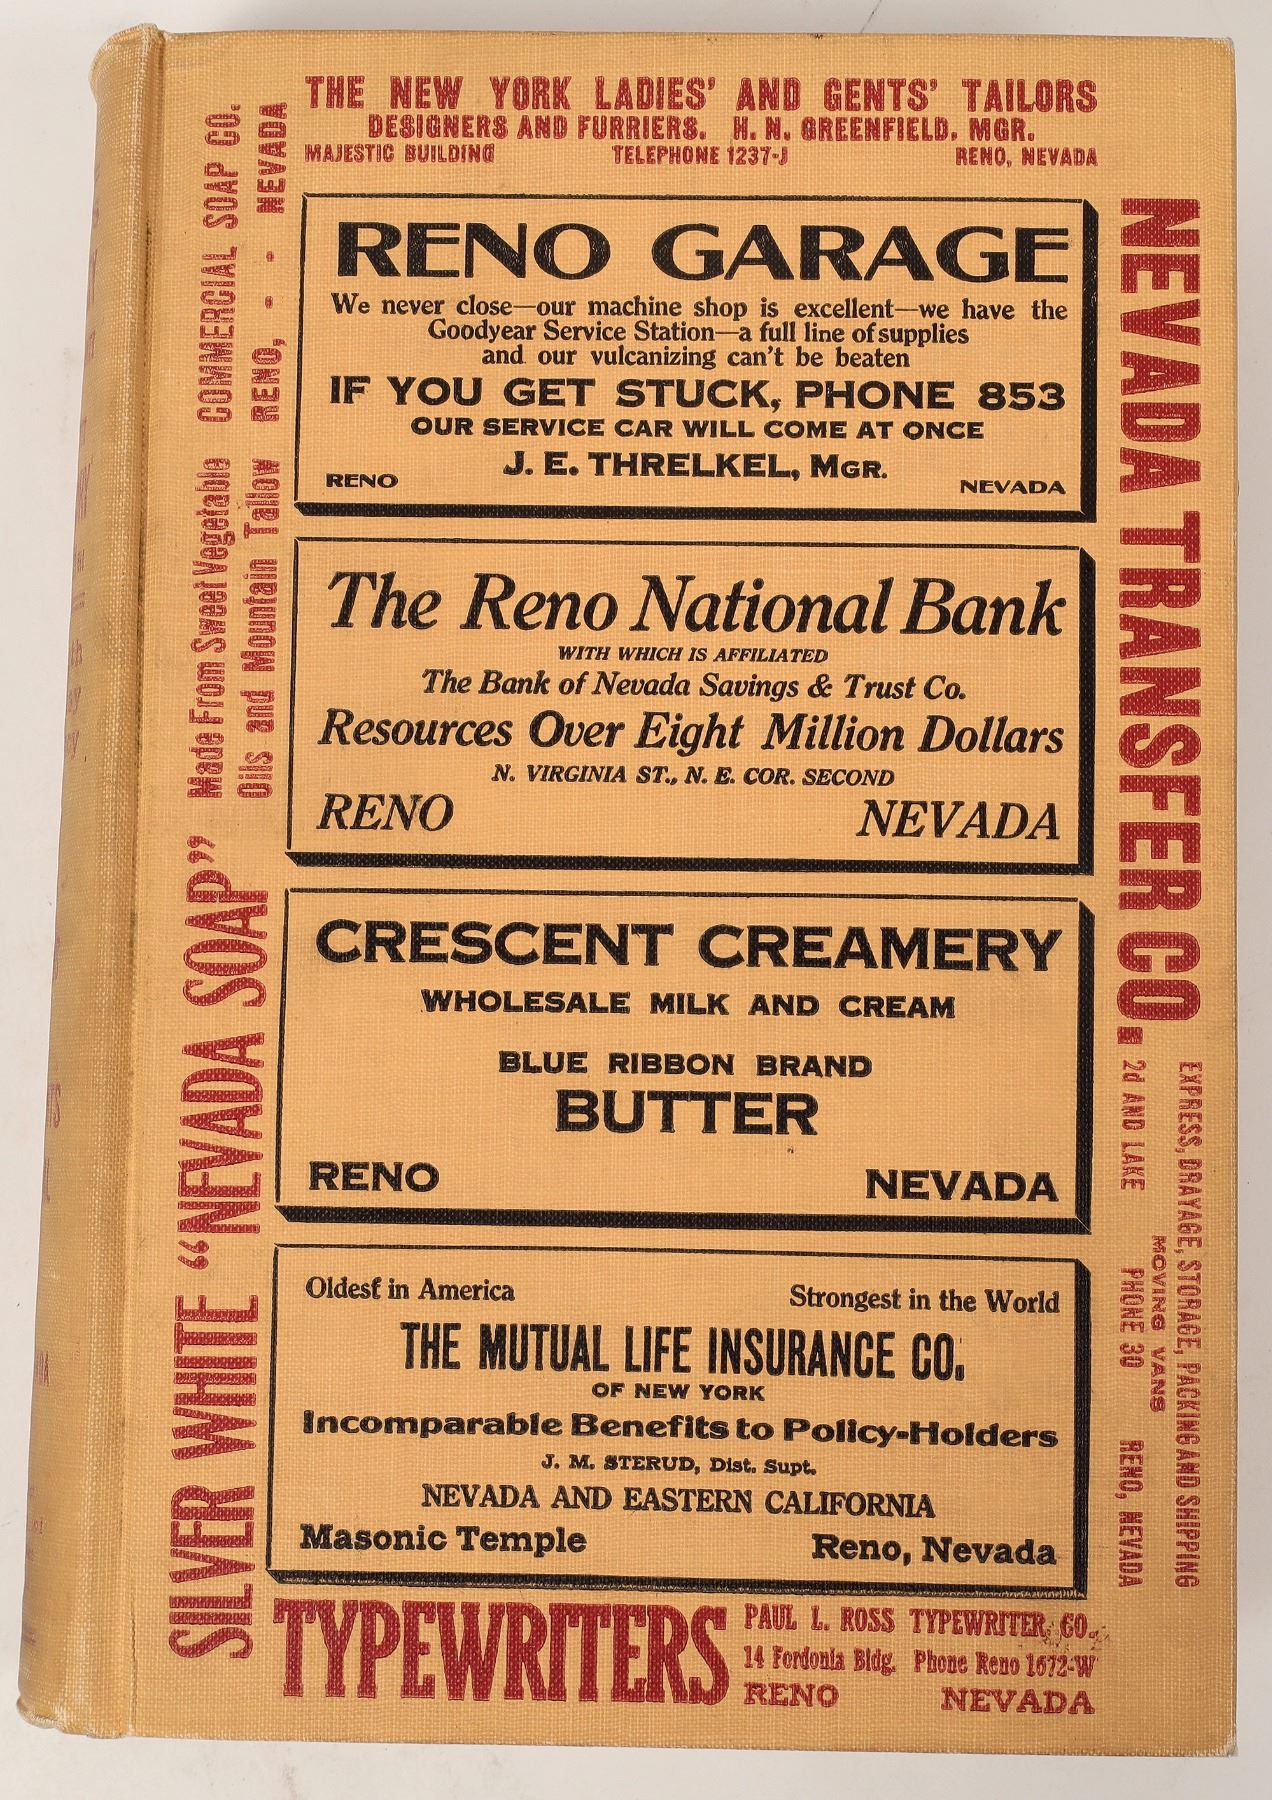 THE NEW YORK LADIES' AND GENTS' TAILORS
DESIGNERS AND FURRIERS. H. N. GREENFIELD, MGR.
MAJESTIC BUILDING TELEPHONE 1237-J RENO, NEVADA
RENO GARAGE
We never close—our machine shop is excellent—we have the
Goodyear Service Station—a full line of supplies
and our vulcanizing can't be beaten
IF YOU GET STUCK, PHONE 853
OUR SERVICE CAR WILL COME AT ONCE
J. E. THRELKEL, MGR.
RENO NEVADA
The Reno National Bank
WITH WHICH IS AFFILIATED
The Bank of Nevada Savings & Trust Co.
Resources Over Eight Million Dollars
N. VIRGINIA ST., N. E. COR. SECOND
RENO NEVADA
CRESCENT CREAMERY
WHOLESALE MILK AND CREAM
BLUE RIBBON BRAND
BUTTER
RENO NEVADA
Oldest in America Strongest in the World
THE MUTUAL LIFE INSURANCE CO.
OF NEW YORK
Incomparable Benefits to Policy-Holders
J. M. STERUD, Dist. Supt.
NEVADA AND EASTERN CALIFORNIA
Masonic Temple Reno, Nevada
TYPEWRITERS
PAUL L. ROSS TYPEWRITER CO.
14 Fordonia Bldg. Phone Reno 1672-W
RENO NEVADA
SILVER WHITE "NEVADA SOAP"
Made From Sweet Vegetable COMMERCIAL SOAP CO.
Oils and Mountain Tallow RENO, - - NEVADA
NEVADA TRANSFER CO.
EXPRESS, DRAYAGE, STORAGE, PACKING AND SHIPPING
MOVING VANS
2d AND LAKE PHONE 30 RENO, NEVADA